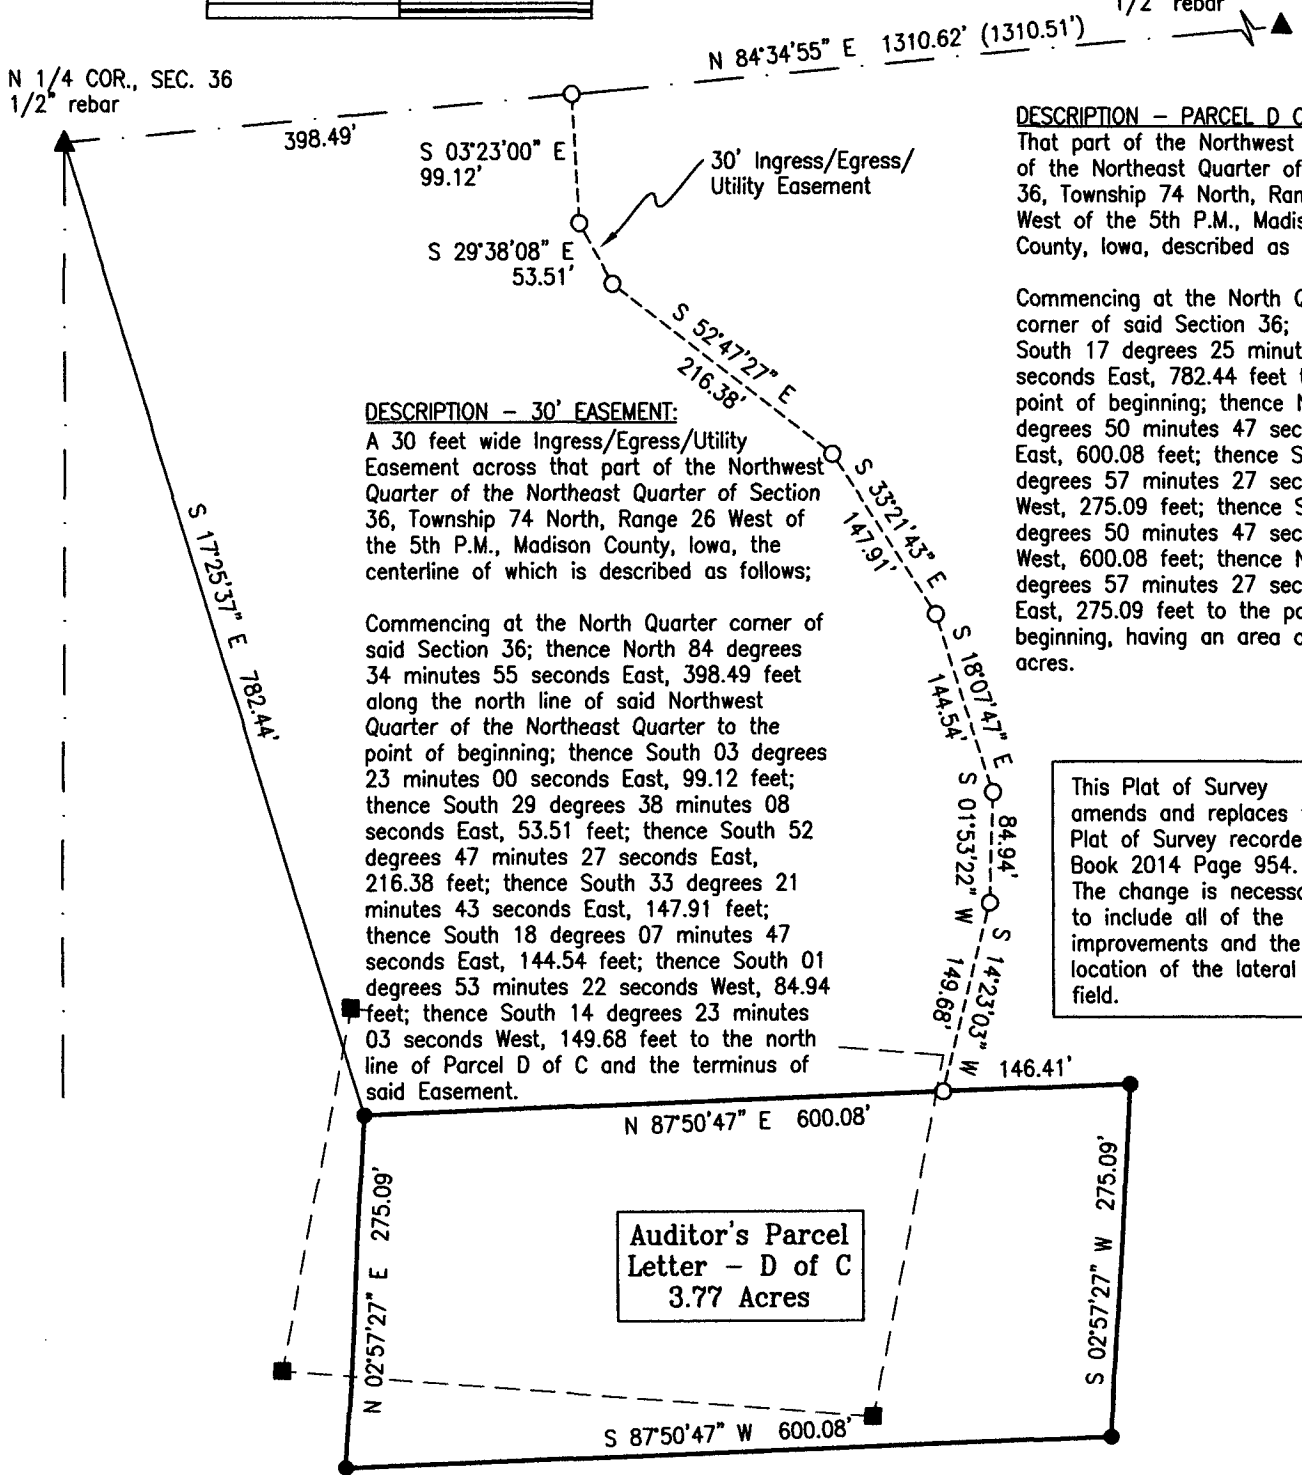 1/2" rebar
N 84°34'55" E 1310.62' (1310.51')
N 1/4 COR., SEC. 36
1/2" rebar
398.49'
S 03°23'00" E
99.12'
30' Ingress/Egress/
Utility Easement
S 29°38'08" E
53.51'
S 52°47'27" E
216.38'
S 33°21'43" E
147.91'
S 18°07'47" E
144.54'
S 01°53'22" W
84.94'
S 14°23'03" W
149.68'
S 17°25'37" E 782.44'
DESCRIPTION – 30' EASEMENT:
A 30 feet wide Ingress/Egress/Utility
Easement across that part of the Northwest
Quarter of the Northeast Quarter of Section
36, Township 74 North, Range 26 West of
the 5th P.M., Madison County, Iowa, the
centerline of which is described as follows;
Commencing at the North Quarter corner of
said Section 36; thence North 84 degrees
34 minutes 55 seconds East, 398.49 feet
along the north line of said Northwest
Quarter of the Northeast Quarter to the
point of beginning; thence South 03 degrees
23 minutes 00 seconds East, 99.12 feet;
thence South 29 degrees 38 minutes 08
seconds East, 53.51 feet; thence South 52
degrees 47 minutes 27 seconds East,
216.38 feet; thence South 33 degrees 21
minutes 43 seconds East, 147.91 feet;
thence South 18 degrees 07 minutes 47
seconds East, 144.54 feet; thence South 01
degrees 53 minutes 22 seconds West, 84.94
feet; thence South 14 degrees 23 minutes
03 seconds West, 149.68 feet to the north
line of Parcel D of C and the terminus of
said Easement.
DESCRIPTION – PARCEL D
That part of the Northwest
of the Northeast Quarter of
36, Township 74 North,
West of the 5th P.M.,
County, Iowa, described as
Commencing at the North
corner of said Section 36;
South 17 degrees 25
seconds East, 782.44 feet
point of beginning; thence
degrees 50 minutes 47
East, 600.08 feet; thence
degrees 57 minutes 27
West, 275.09 feet; thence
degrees 50 minutes 47
West, 600.08 feet; thence
degrees 57 minutes 27
East, 275.09 feet to the
beginning, having an area
acres.
This Plat of Survey
amends and replaces
Plat of Survey
Book 2014 Page 954.
The change is
to include all of the
improvements and the
location of the lateral
field.
146.41'
N 87°50'47" E 600.08'
N 02°57'27" E 275.09'
Auditor's Parcel
Letter – D of C
3.77 Acres
S 02°57'27" W 275.09'
S 87°50'47" W 600.08'